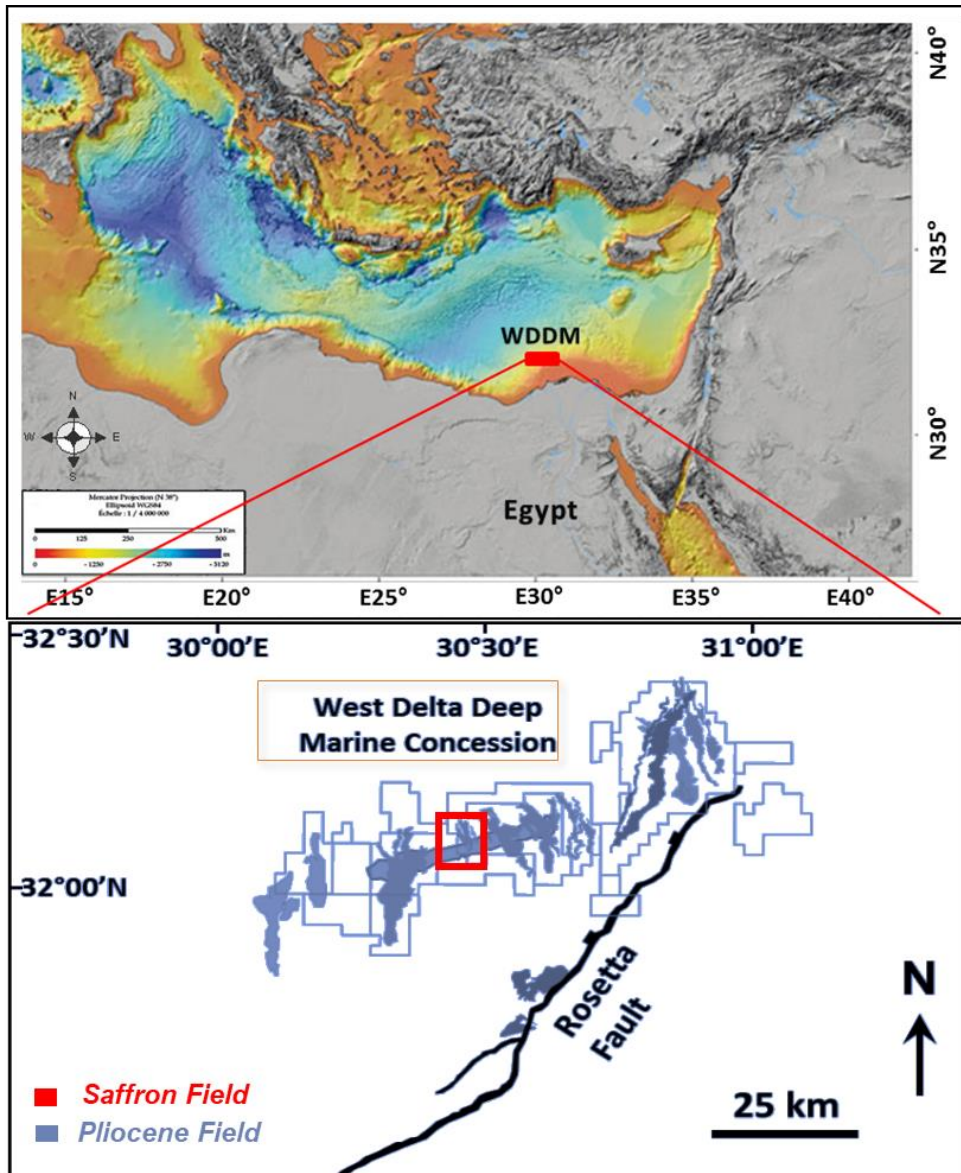 N40°
N35°
WDDM
N30°
N
W E
S
Egypt
Mercator Projection (N 38°)
Ellipsoid WGS84
Échelle : 1 / 4 000 000
Km
0 125 250 500
m
0 - 1250 - 2750 - 5120
E15° E20° E25° E30° E35° E40°
32°30’N 30°00’E 30°30’E 31°00’E
West Delta Deep
Marine Concession
32°00’N
Rosetta
Fault
N
Saffron Field
25 km
Pliocene Field